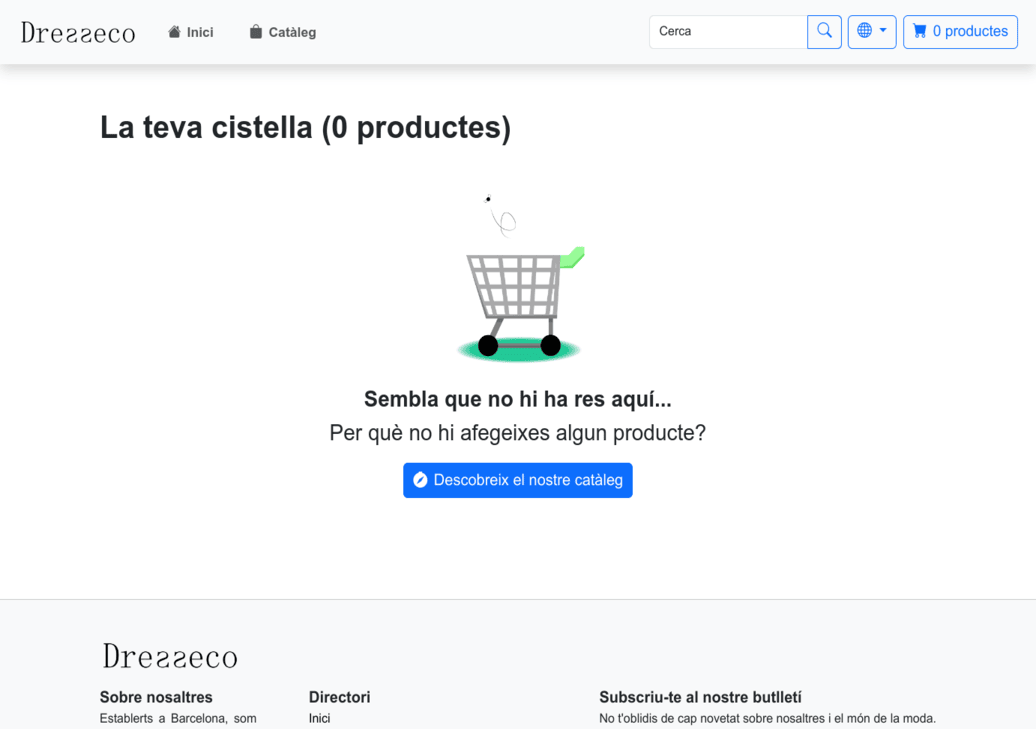 Dressseco
Inici
Catàleg
Cerca
0 productes
La teva cistella (0 productes)
Sembla que no hi ha res aquí...
Per què no hi afegeixes algun producte?
Descobreix el nostre catàleg
Dressseco
Sobre nosaltres
Establerts a Barcelona, som
Directori
Inici
Subscriu-te al nostre butlletí
No t'oblidis de cap novetat sobre nosaltres i el món de la moda.